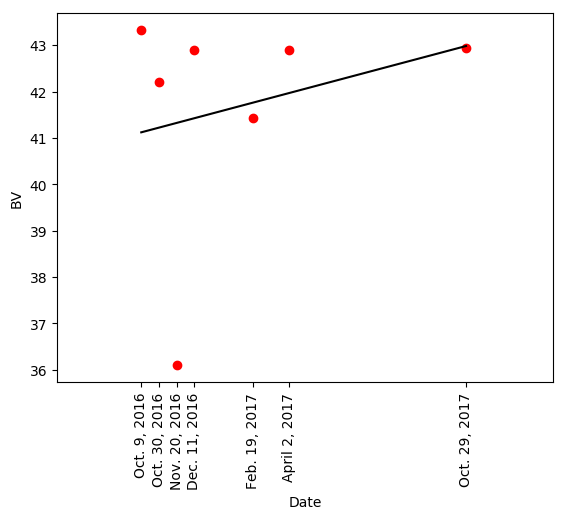 43
42
41
40
39
38
37
36
BV
Oct. 9, 2016
Oct. 30, 2016
Nov. 20, 2016
Dec. 11, 2016
Feb. 19, 2017
April 2, 2017
Oct. 29, 2017
Date